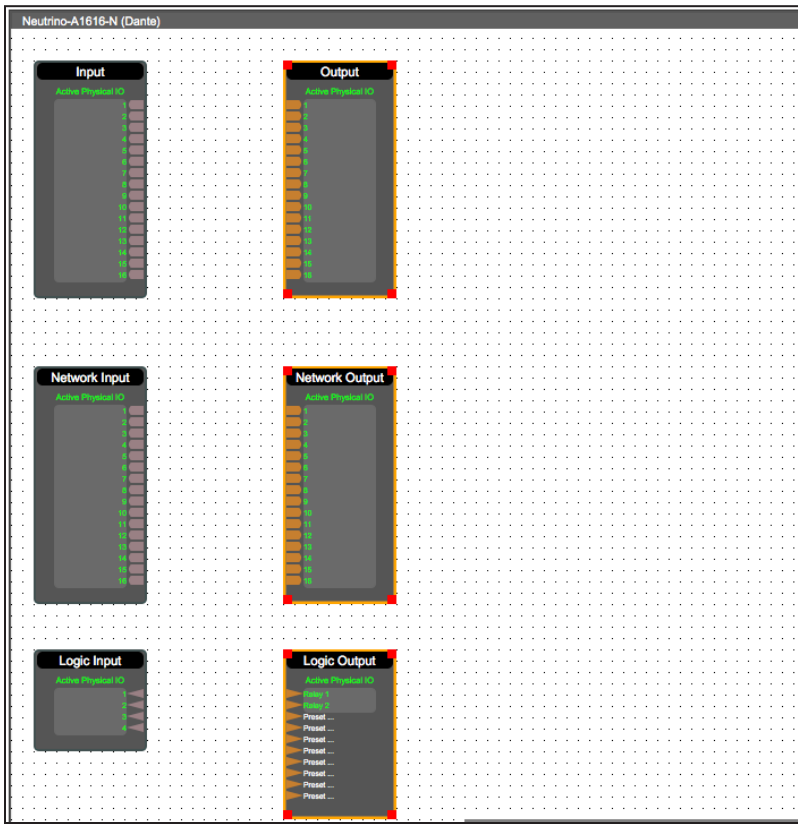 Neutrino-A1616-N (Dante)
Input
Active Physical IO
1
2
3
4
5
6
7
8
9
10
11
12
13
14
15
16
Output
Active Physical IO
1
2
3
4
5
6
7
8
9
10
11
12
13
14
15
16
Network Input
Active Physical IO
1
2
3
4
5
6
7
8
9
10
11
12
13
14
15
16
Network Output
Active Physical IO
1
2
3
4
5
6
7
8
9
10
11
12
13
14
15
16
Logic Input
Active Physical IO
1
2
3
4
Logic Output
Active Physical IO
Relay 1
Relay 2
Preset ...
Preset ...
Preset ...
Preset ...
Preset ...
Preset ...
Preset ...
Preset ...